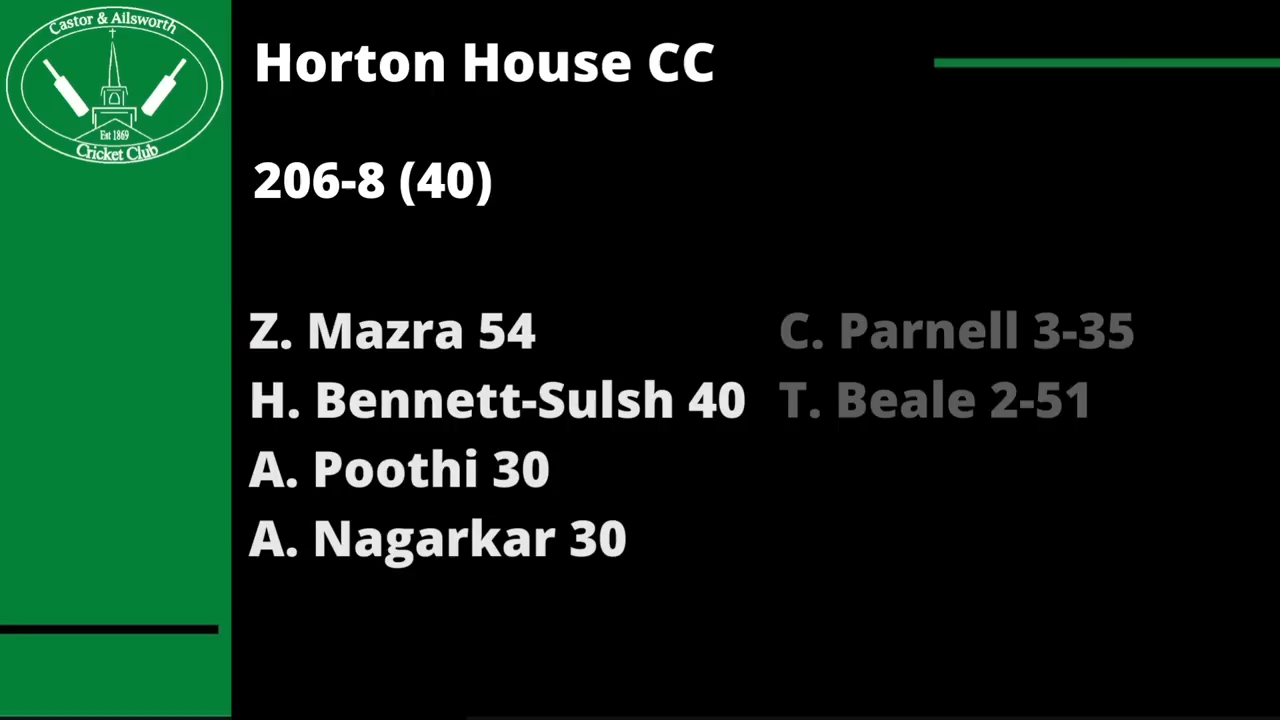 Castor & Ailsworth
Est 1869
Cricket Club
Horton House CC
206-8 (40)
Z. Mazra 54
H. Bennett-Sulsh 40
A. Poothi 30
A. Nagarkar 30
C. Parnell 3-35
T. Beale 2-51